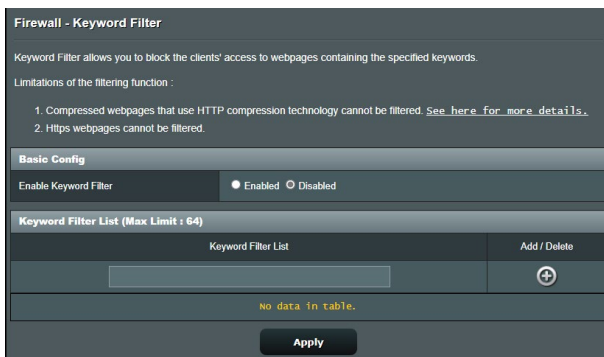 Firewall - Keyword Filter
Keyword Filter allows you to block the clients' access to webpages containing the specified keywords.
Limitations of the filtering function :
1. Compressed webpages that use HTTP compression technology cannot be filtered. See here for more details.
2. Https webpages cannot be filtered.
Basic Config
Enable Keyword Filter Enabled Disabled
Keyword Filter List (Max Limit : 64)
Keyword Filter List Add / Delete
No data in table.
Apply